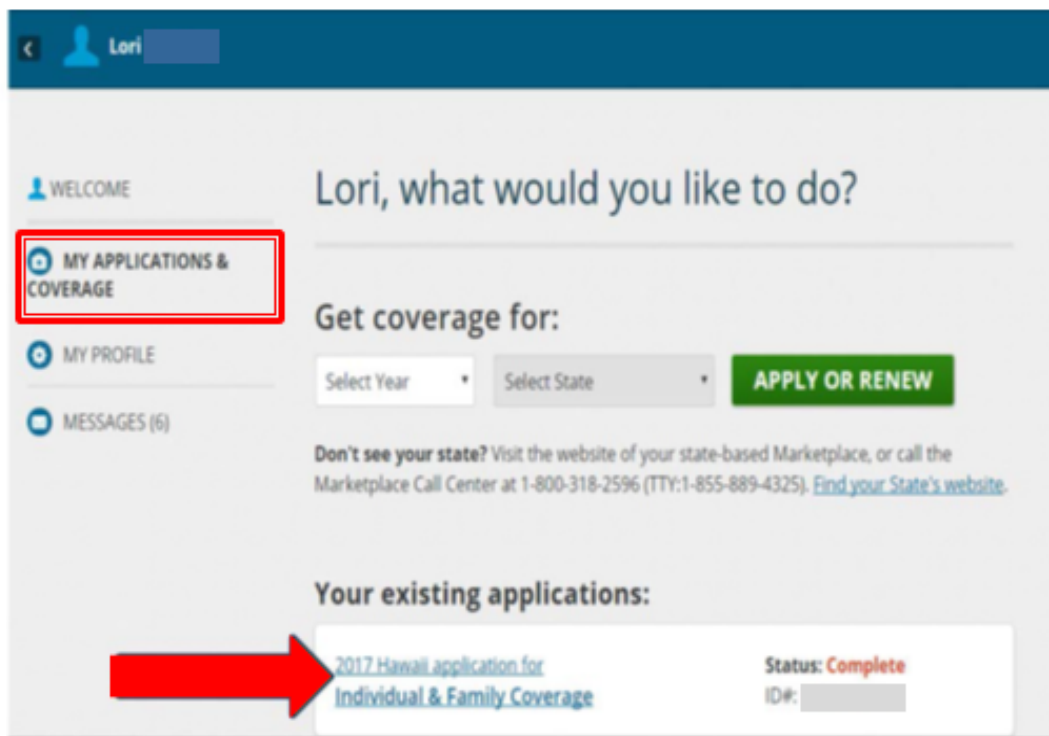 Lori
WELCOME
MY APPLICATIONS &
COVERAGE
MY PROFILE
MESSAGES (6)
Lori, what would you like to do?
Get coverage for:
Select Year
Select State
APPLY OR RENEW
Don't see your state? Visit the website of your state-based Marketplace, or call the
Marketplace Call Center at 1-800-318-2596 (TTY:1-855-889-4325). Find your State's website.
Your existing applications:
2017 Hawaii application for
Individual & Family Coverage
Status: Complete
ID#: